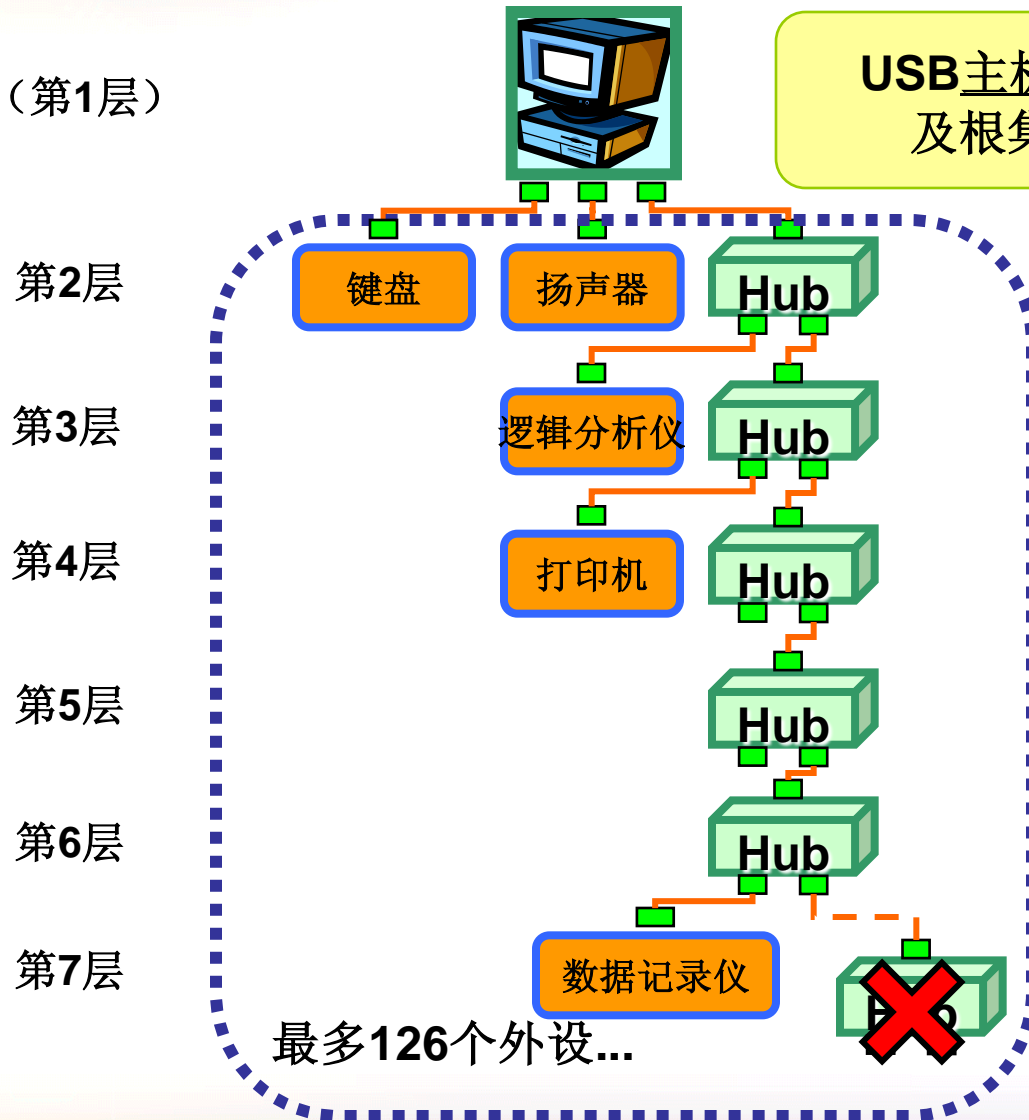 （第1层）
USB主机
及根集
第2层
键盘
扬声器
Hub
第3层
逻辑分析仪
Hub
第4层
打印机
Hub
第5层
Hub
第6层
Hub
第7层
数据记录仪
最多126个外设...